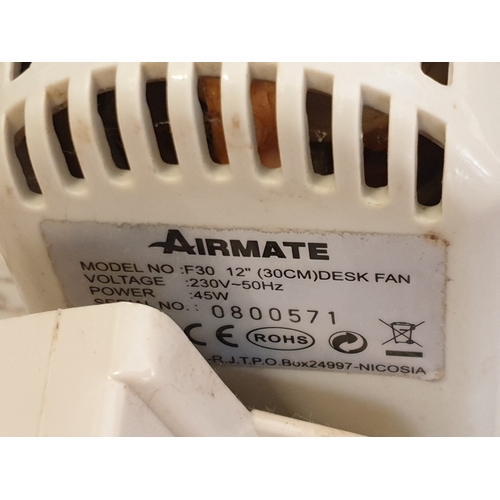 AIRMATE
MODEL NO :F30 12" (30CM)DESK FAN
VOLTAGE :230V~50Hz
POWER :45W
SERIAL NO. : 0800571
CE RoHS
-R.J.T.P.O.Box24997-NICOSIA